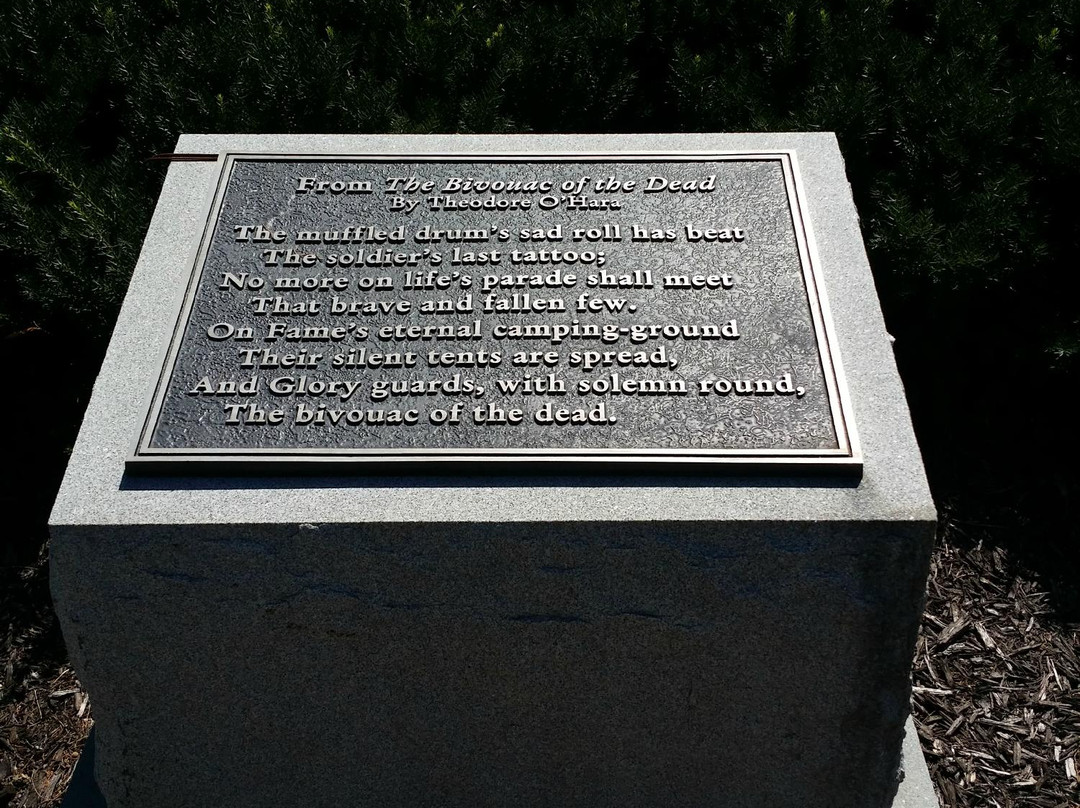 From The Bivouac of the Dead
By Theodore O'Hara
The muffled drum's sad roll has beat
The soldier's last tattoo;
No more on life's parade shall meet
That brave and fallen few.
On Fame's eternal camping-ground
Their silent tents are spread,
And Glory guards, with solemn round,
The bivouac of the dead.